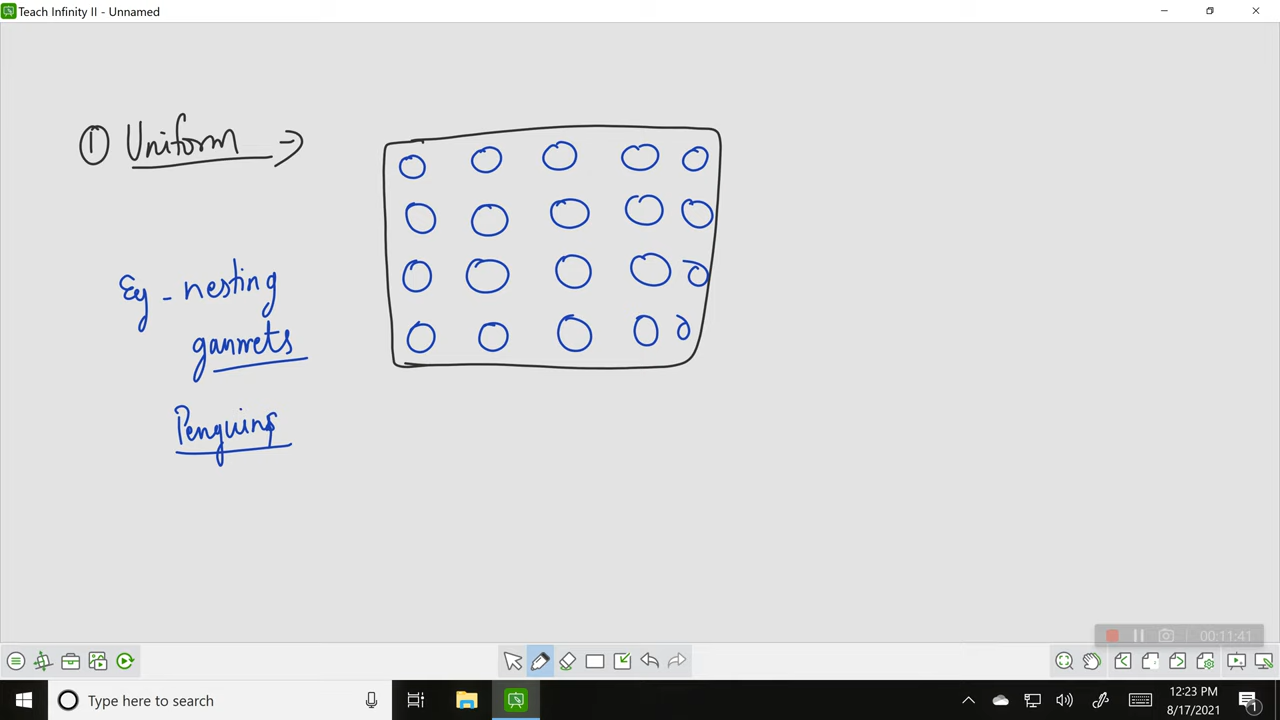 Teach Infinity II - Unnamed
① Uniform →
Eg - nesting
gannets
Penguins
00:11:41
Type here to search
12:23 PM
8/17/2021
1